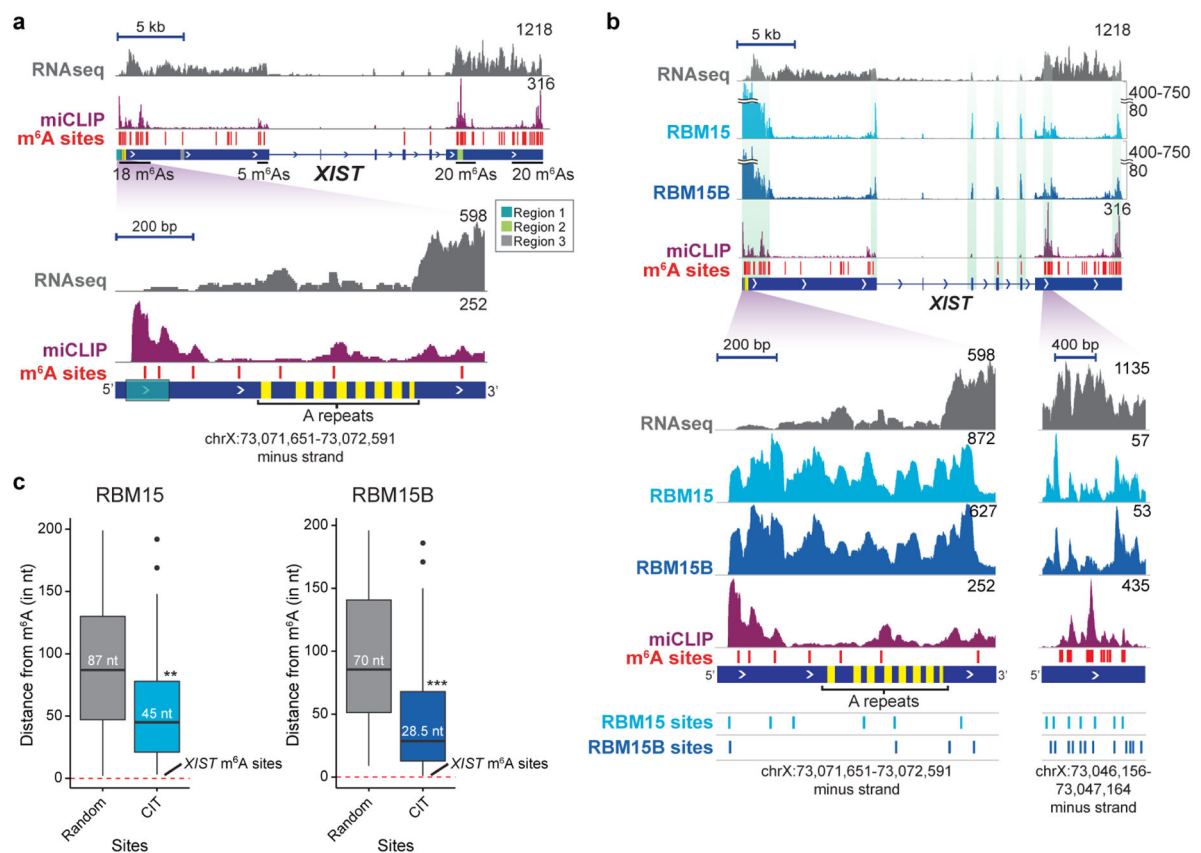 a
5 kb
1218
RNAseq
316
miCLIP
m⁶A sites
XIST
18 m⁶As
5 m⁶As
20 m⁶As
20 m⁶As
200 bp
598
Region 1
Region 2
Region 3
RNAseq
252
miCLIP
m⁶A sites
5'
3'
A repeats
chrX:73,071,651-73,072,591
minus strand
b
5 kb
1218
RNAseq
400-750
80
RBM15
400-750
80
RBM15B
316
miCLIP
m⁶A sites
XIST
200 bp
598
400 bp
1135
RNAseq
872
57
RBM15
627
53
RBM15B
252
435
miCLIP
m⁶A sites
5'
3'
5'
3'
A repeats
RBM15 sites
RBM15B sites
chrX:73,071,651-73,072,591
minus strand
chrX:73,046,156-
73,047,164
minus strand
c
RBM15
RBM15B
Distance from m⁶A (in nt)
200
150
100
50
0
87 nt
**
45 nt
XIST m⁶A sites
Random
CIT
Sites
Distance from m⁶A (in nt)
200
150
100
50
0
70 nt
***
28.5 nt
XIST m⁶A sites
Random
CIT
Sites